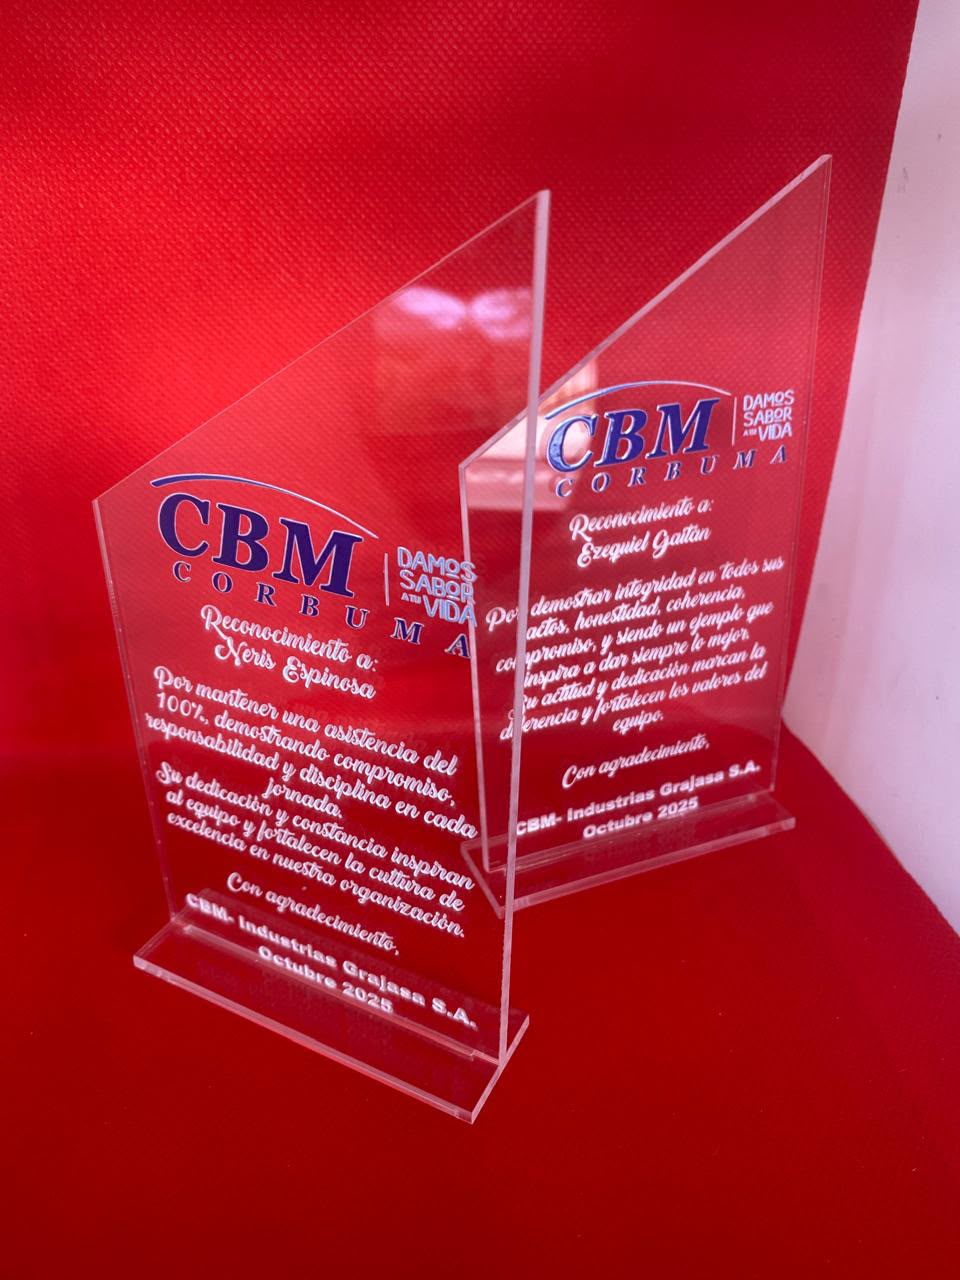 CBM
CORBUMA
DAMOS
SABOR
A TU VIDA
Reconocimiento a:
Neris Espinosa
Por mantener una asistencia del
100%, demostrando compromiso,
responsabilidad y disciplina en cada
jornada.
Su dedicación y constancia inspiran
al equipo y fortalecen la cultura de
excelencia en nuestra organización.
Con agradecimiento,
CBM- Industrias Grajasa S.A.
Octubre 2025
CBM
CORBUMA
DAMOS
SABOR
A TU VIDA
Reconocimiento a:
Ezequiel Gaitán
Por demostrar integridad en todos sus
actos, honestidad, coherencia,
compromiso, y siendo un ejemplo que
inspira a dar siempre lo mejor.
Su actitud y dedicación marcan la
diferencia y fortalecen los valores del
equipo.
Con agradecimiento,
CBM- Industrias Grajasa S.A.
Octubre 2025